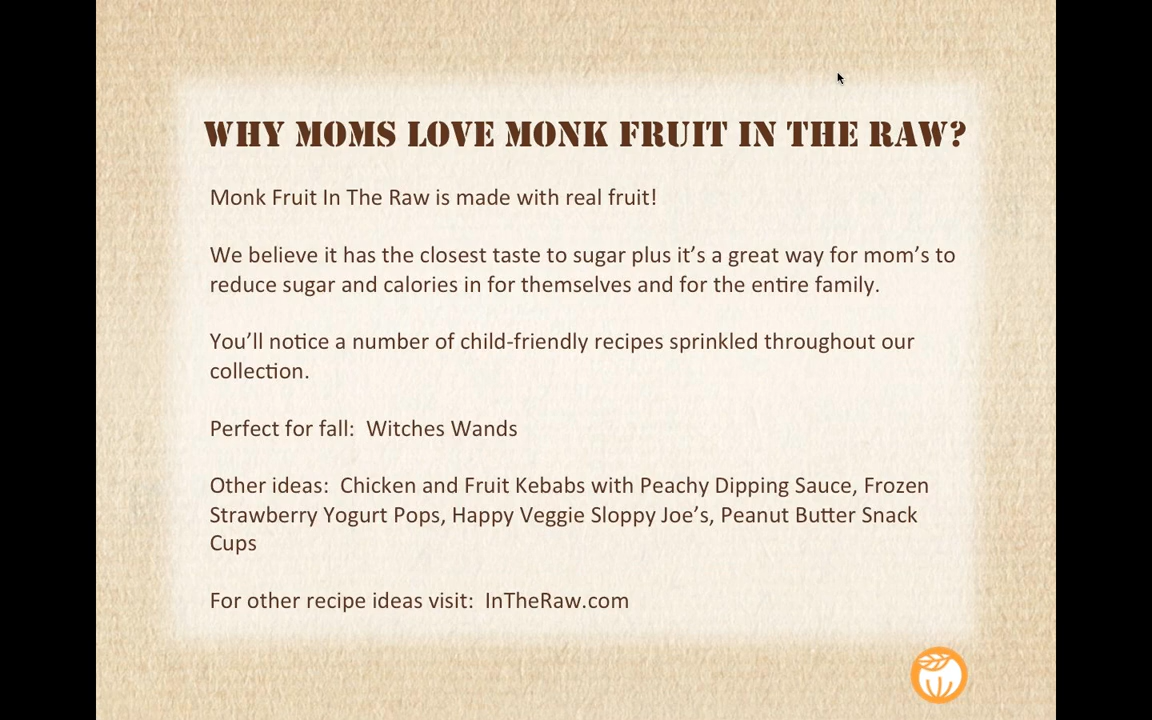 WHY MOMS LOVE MONK FRUIT IN THE RAW?
Monk Fruit In The Raw is made with real fruit!
We believe it has the closest taste to sugar plus it’s a great way for mom’s to
reduce sugar and calories in for themselves and for the entire family.
You’ll notice a number of child-friendly recipes sprinkled throughout our
collection.
Perfect for fall:  Witches Wands
Other ideas:  Chicken and Fruit Kebabs with Peachy Dipping Sauce, Frozen
Strawberry Yogurt Pops, Happy Veggie Sloppy Joe’s, Peanut Butter Snack
Cups
For other recipe ideas visit:  InTheRaw.com